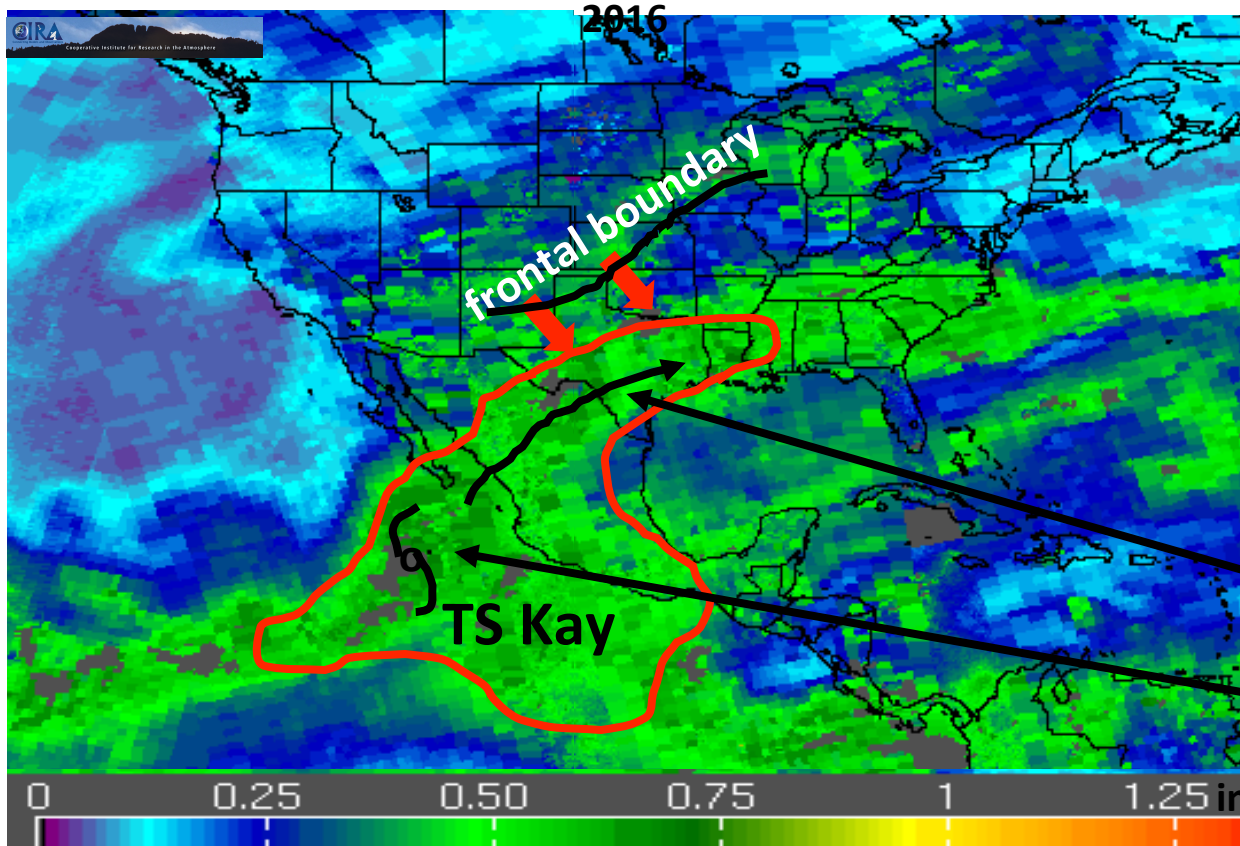 2016
CIRA
Cooperative Institute for Research in the Atmosphere
frontal boundary
TS Kay
0 0.25 0.50 0.75 1 1.25 in